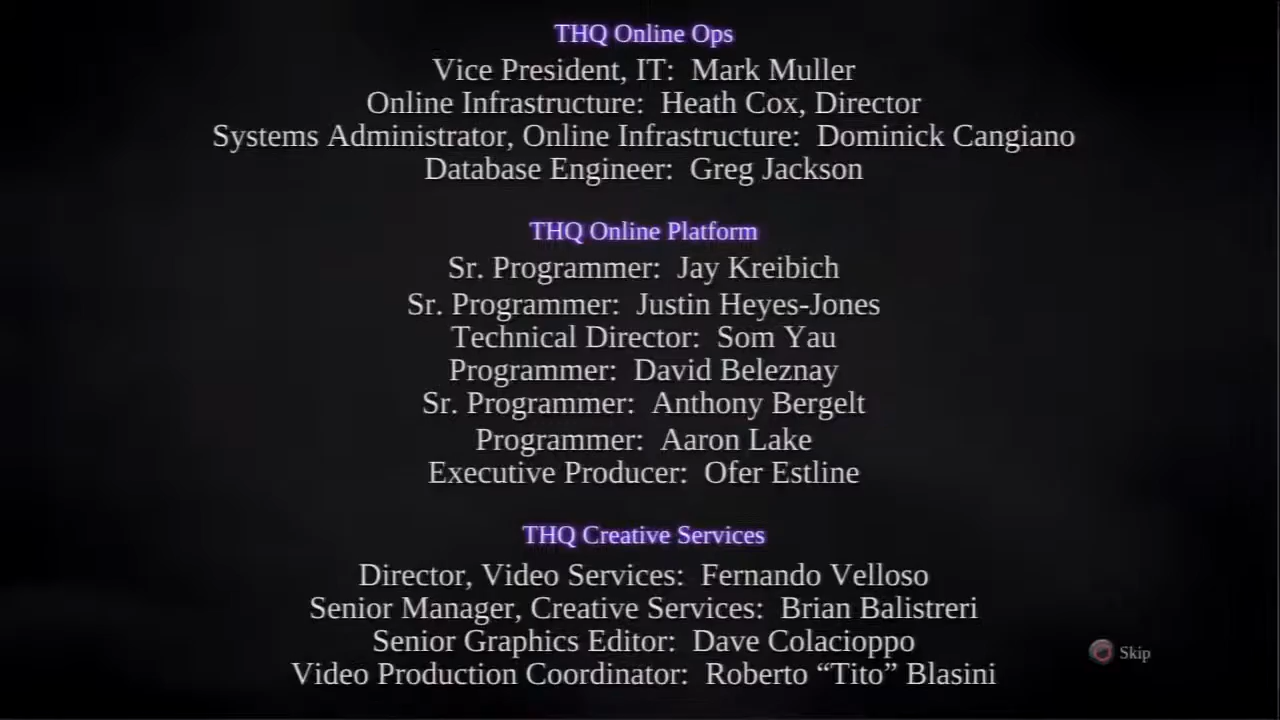 THQ Online Ops
Vice President, IT: Mark Muller
Online Infrastructure: Heath Cox, Director
Systems Administrator, Online Infrastructure: Dominick Cangiano
Database Engineer: Greg Jackson
THQ Online Platform
Sr. Programmer: Jay Kreibich
Sr. Programmer: Justin Heyes-Jones
Technical Director: Som Yau
Programmer: David Beleznay
Sr. Programmer: Anthony Bergelt
Programmer: Aaron Lake
Executive Producer: Ofer Estline
THQ Creative Services
Director, Video Services: Fernando Velloso
Senior Manager, Creative Services: Brian Balistreri
Senior Graphics Editor: Dave Colacioppo
Video Production Coordinator: Roberto “Tito” Blasini
Skip